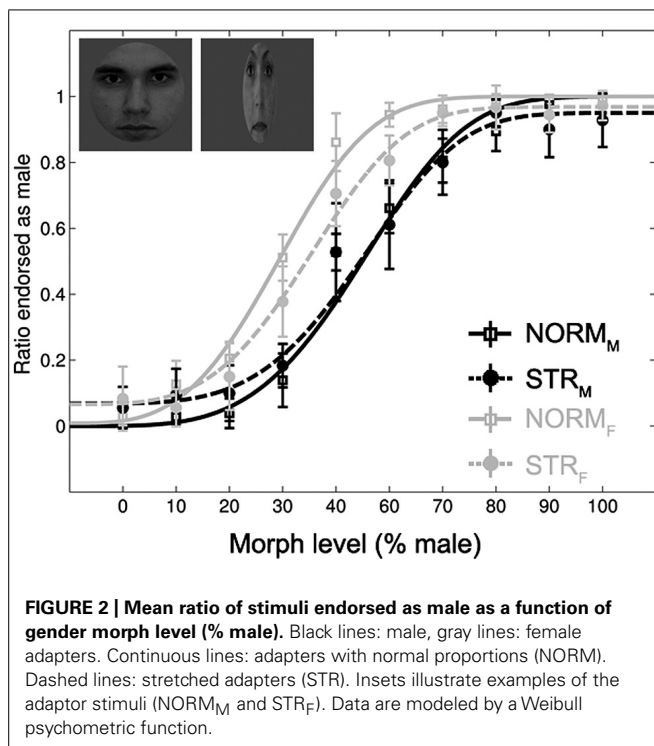 1
0.8
0.6
0.4
0.2
0
Ratio endorsed as male
NORM_M
STR_M
NORM_F
STR_F
0 10 20 30 40 60 70 80 90 100
Morph level (% male)
FIGURE 2 | Mean ratio of stimuli endorsed as male as a function of
gender morph level (% male). Black lines: male, gray lines: female
adapters. Continuous lines: adapters with normal proportions (NORM).
Dashed lines: stretched adapters (STR). Insets illustrate examples of the
adaptor stimuli (NORM_M and STR_F). Data are modeled by a Weibull
psychometric function.